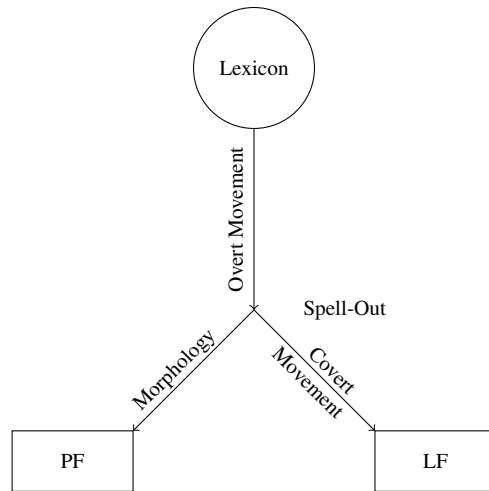 Lexicon
Overt Movement
Spell-Out
Morphology
Covert
Movement
PF
LF